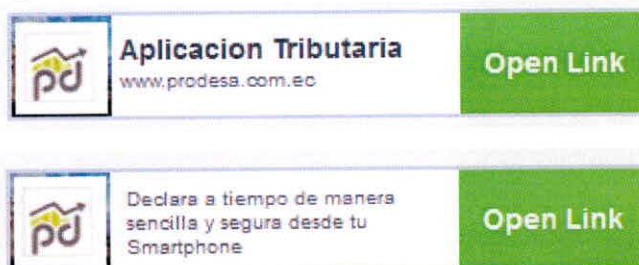 pd
Aplicacion Tributaria
www.prodesa.com.ec
Open Link
pd
Declara a tiempo de manera
sencilla y segura desde tu
Smartphone
Open Link